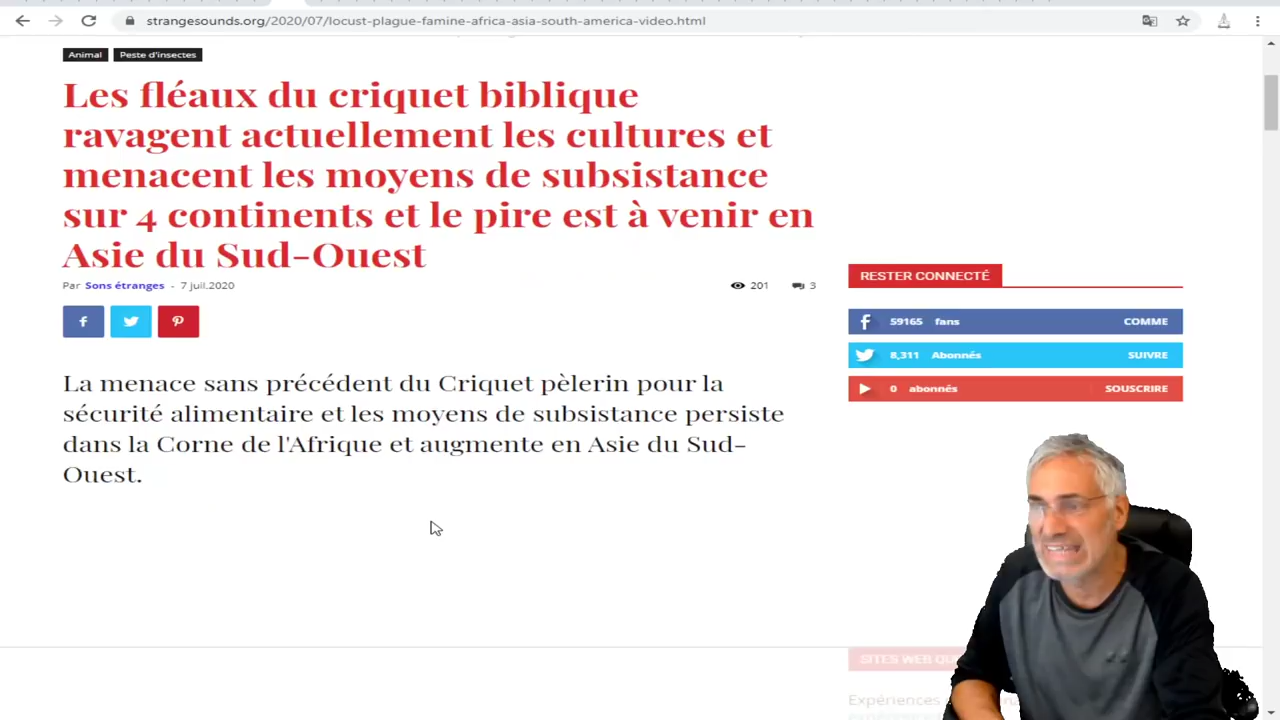 strangesounds.org/2020/07/locust-plague-famine-africa-asia-south-america-video.html
Animal
Peste d'insectes
Les fléaux du criquet biblique
ravagent actuellement les cultures et
menacent les moyens de subsistance
sur 4 continents et le pire est à venir en
Asie du Sud-Ouest
Par Sons étranges - 7 juil.2020
201
3
La menace sans précédent du Criquet pèlerin pour la
sécurité alimentaire et les moyens de subsistance persiste
dans la Corne de l'Afrique et augmente en Asie du Sud-
Ouest.
RESTER CONNECTÉ
59165 fans COMME
8,311 Abonnés SUIVRE
0 abonnés SOUSCRIRE
SITES WEB
Expériences